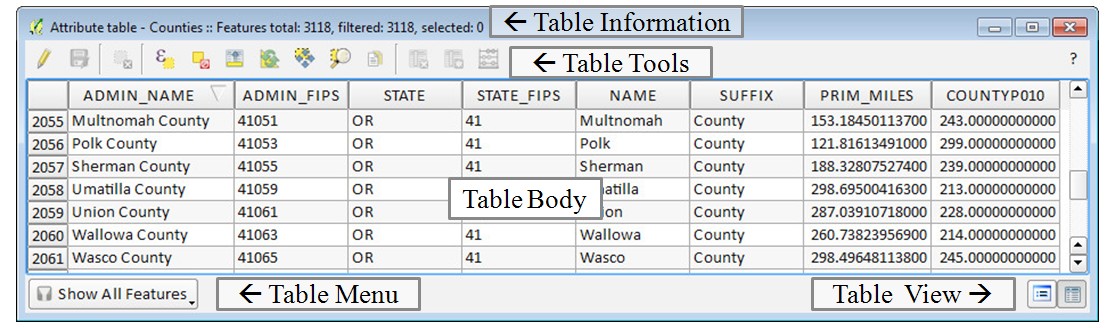 Attribute table - Counties :: Features total: 3118, filtered: 3118, selected: 0 ← Table Information
← Table Tools ?
ADMIN_NAME ADMIN_FIPS STATE STATE_FIPS NAME SUFFIX PRIM_MILES COUNTYP010
2055 Multnomah County 41051 OR 41 Multnomah County 153.18450113700 243.00000000000
2056 Polk County 41053 OR 41 Polk County 121.81613491000 299.00000000000
2057 Sherman County 41055 OR 41 Sherman County 188.32807527400 239.00000000000
2058 Umatilla County 41059 OR 41 County 298.69500416300 213.00000000000
Table Body
2059 Union County 41061 OR County 287.03910718000 228.00000000000
2060 Wallowa County 41063 OR 41 Wallowa County 260.73823956900 214.00000000000
2061 Wasco County 41065 OR 41 Wasco County 298.49648113800 245.00000000000
Show All Features ← Table Menu Table View →